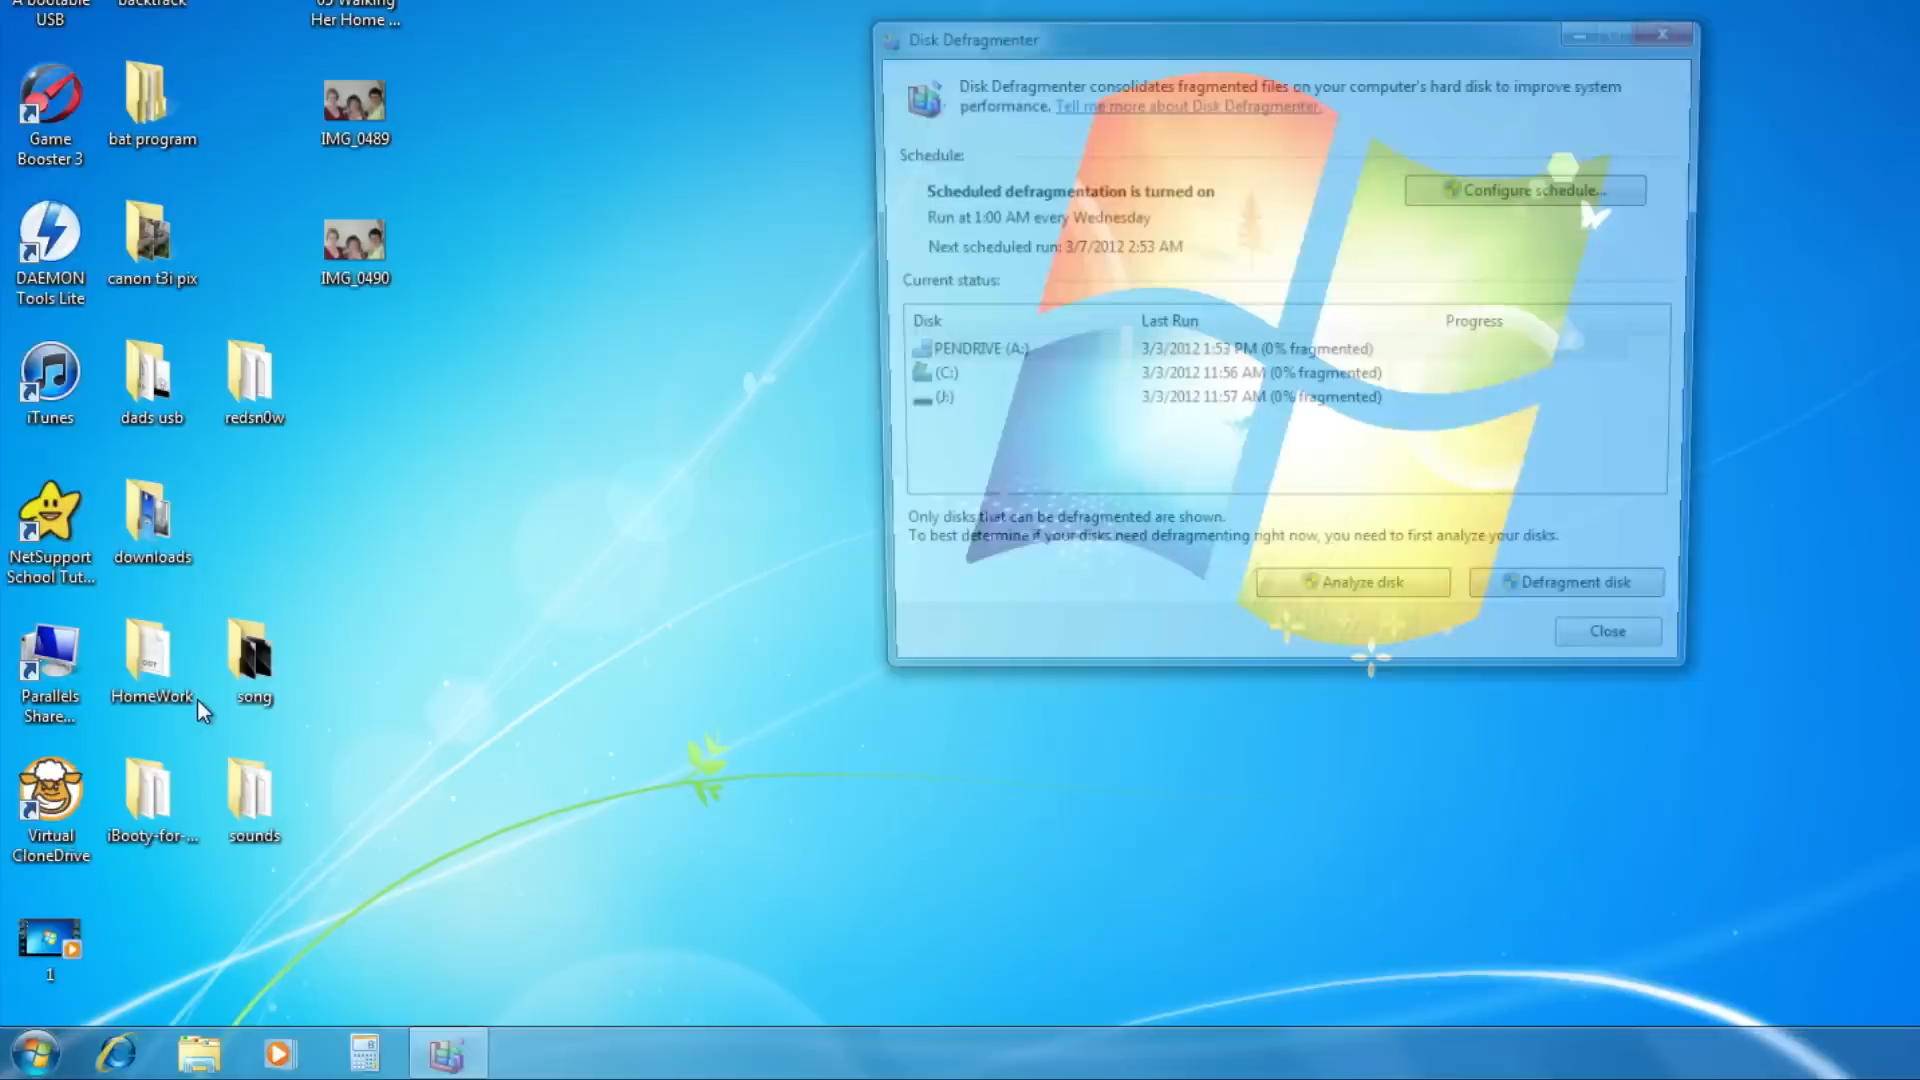 A bootable
USB
backtrack
05 Walking
Her Home ...
Game
Booster 3
bat program
IMG_0489
DAEMON
Tools Lite
canon t3i pix
IMG_0490
iTunes
dads usb
redsn0w
NetSupport
School Tut...
downloads
Parallels
Share...
HomeWork
song
Virtual
CloneDrive
iBooty-for-...
sounds
1
Disk Defragmenter
Disk Defragmenter consolidates fragmented files on your computer's hard disk to improve system
performance. Tell me more about Disk Defragmenter.
Schedule:
Scheduled defragmentation is turned on
Configure schedule...
Run at 1:00 AM every Wednesday
Next scheduled run: 3/7/2012 2:53 AM
Current status:
Disk Last Run Progress
PENDRIVE (A:) 3/3/2012 1:53 PM (0% fragmented)
(C:) 3/3/2012 11:56 AM (0% fragmented)
(J:) 3/3/2012 11:57 AM (0% fragmented)
Only disks that can be defragmented are shown.
To best determine if your disks need defragmenting right now, you need to first analyze your disks.
Analyze disk Defragment disk
Close